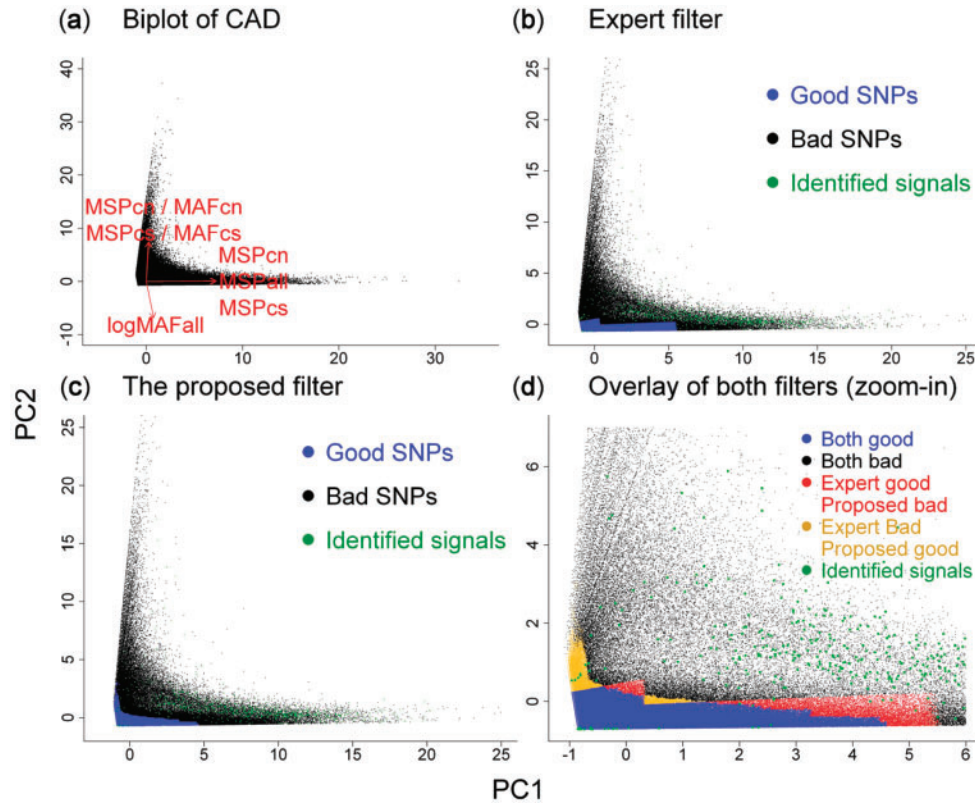 (a) Biplot of CAD
40
30
20
10
0
-10
MSPcn / MAFcn
MSPcs / MAFcs
MSPcn
MSPall
MSPcs
logMAFall
0 10 20 30
(b) Expert filter
25
20
15
10
5
0
Good SNPs
Bad SNPs
Identified signals
0 5 10 15 20 25
PC2
(c) The proposed filter
25
20
15
10
5
0
Good SNPs
Bad SNPs
Identified signals
0 5 10 15 20 25
(d) Overlay of both filters (zoom-in)
6
4
2
0
Both good
Both bad
Expert good
Proposed bad
Expert Bad
Proposed good
Identified signals
-1 0 1 2 3 4 5 6
PC1